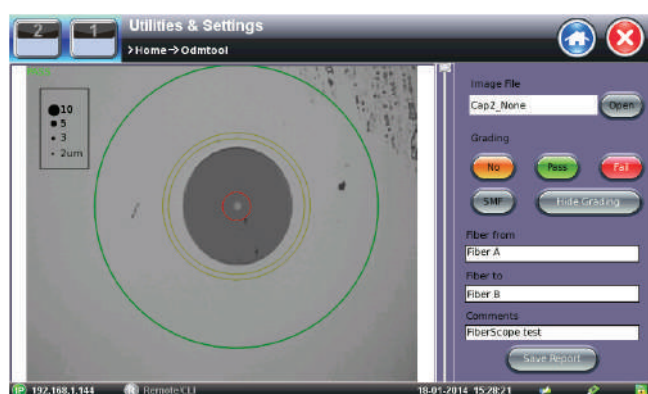 2 1 Utilities & Settings
>Home→Odmtool
10
5
3
2um
Image File
Cap2_None Open
Grading
No Pass Fail
SMF Hide Grading
Fiber from
Fiber A
Fiber to
Fiber B
Comments
FiberScope test
Save Report
IP 192.168.1.144 R Remote/CLI 18-01-2014 15:28:21